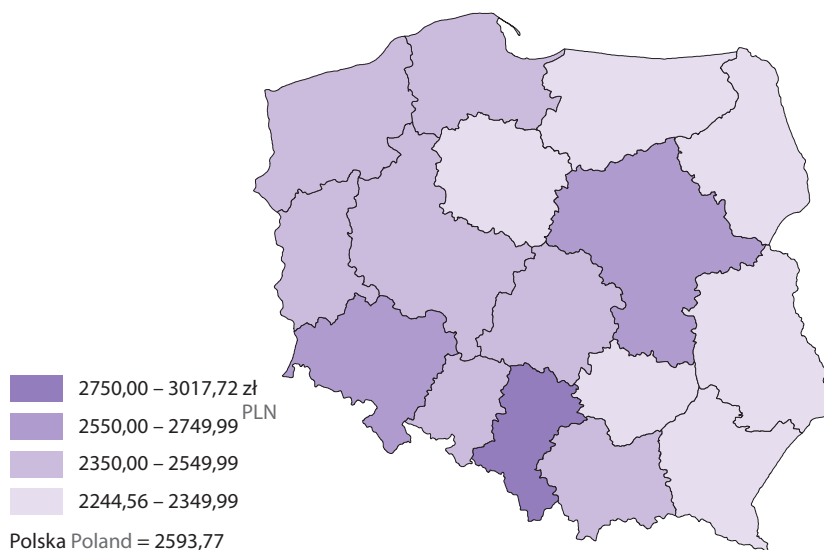 2750,00 – 3017,72 zł
PLN
2550,00 – 2749,99
2350,00 – 2549,99
2244,56 – 2349,99
Polska Poland = 2593,77